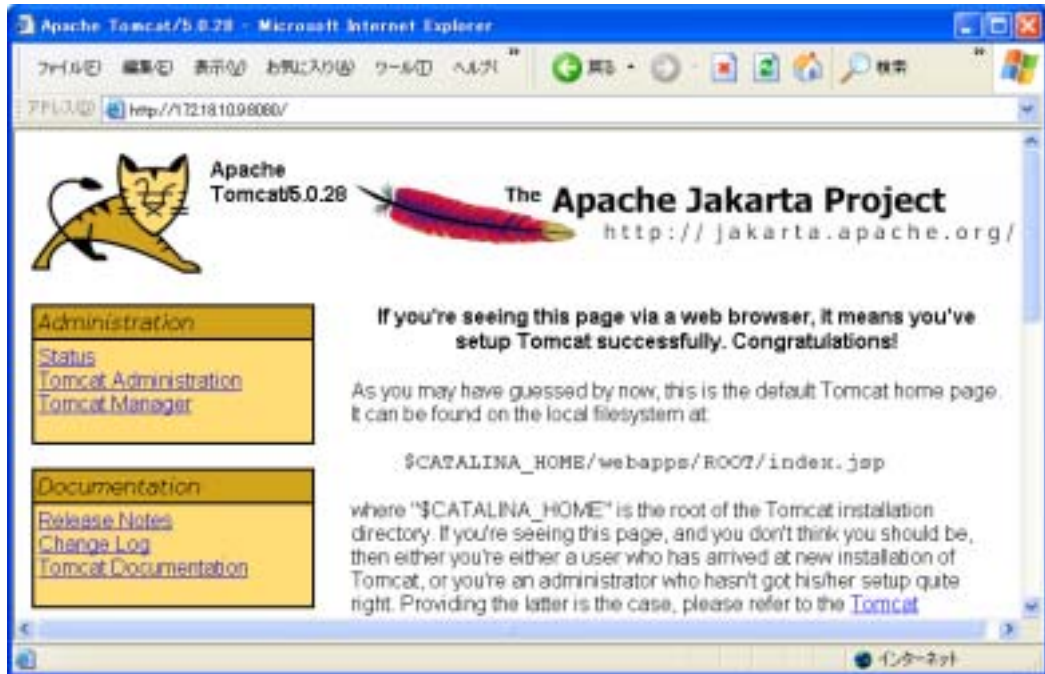 Apache Tomcat/5.0.28 - Microsoft Internet Explorer
ファイル(F) 編集(E) 表示(V) お気に入り(A) ツール(T) ヘルプ( » 戻る 検索 »
アドレス(D) http://172.18.10.9:8080/
Apache
Tomcat/5.0.28
The Apache Jakarta Project
http://jakarta.apache.org/
Administration
Status
Tomcat Administration
Tomcat Manager
Documentation
Release Notes
Change Log
Tomcat Documentation
If you're seeing this page via a web browser, it means you've
setup Tomcat successfully. Congratulations!
As you may have guessed by now, this is the default Tomcat home page.
It can be found on the local filesystem at:
$CATALINA_HOME/webapps/ROOT/index.jsp
where "$CATALINA_HOME" is the root of the Tomcat installation
directory. If you're seeing this page, and you don't think you should be,
then either you're either a user who has arrived at new installation of
Tomcat, or you're an administrator who hasn't got his/her setup quite
right. Providing the latter is the case, please refer to the Tomcat
インターネット